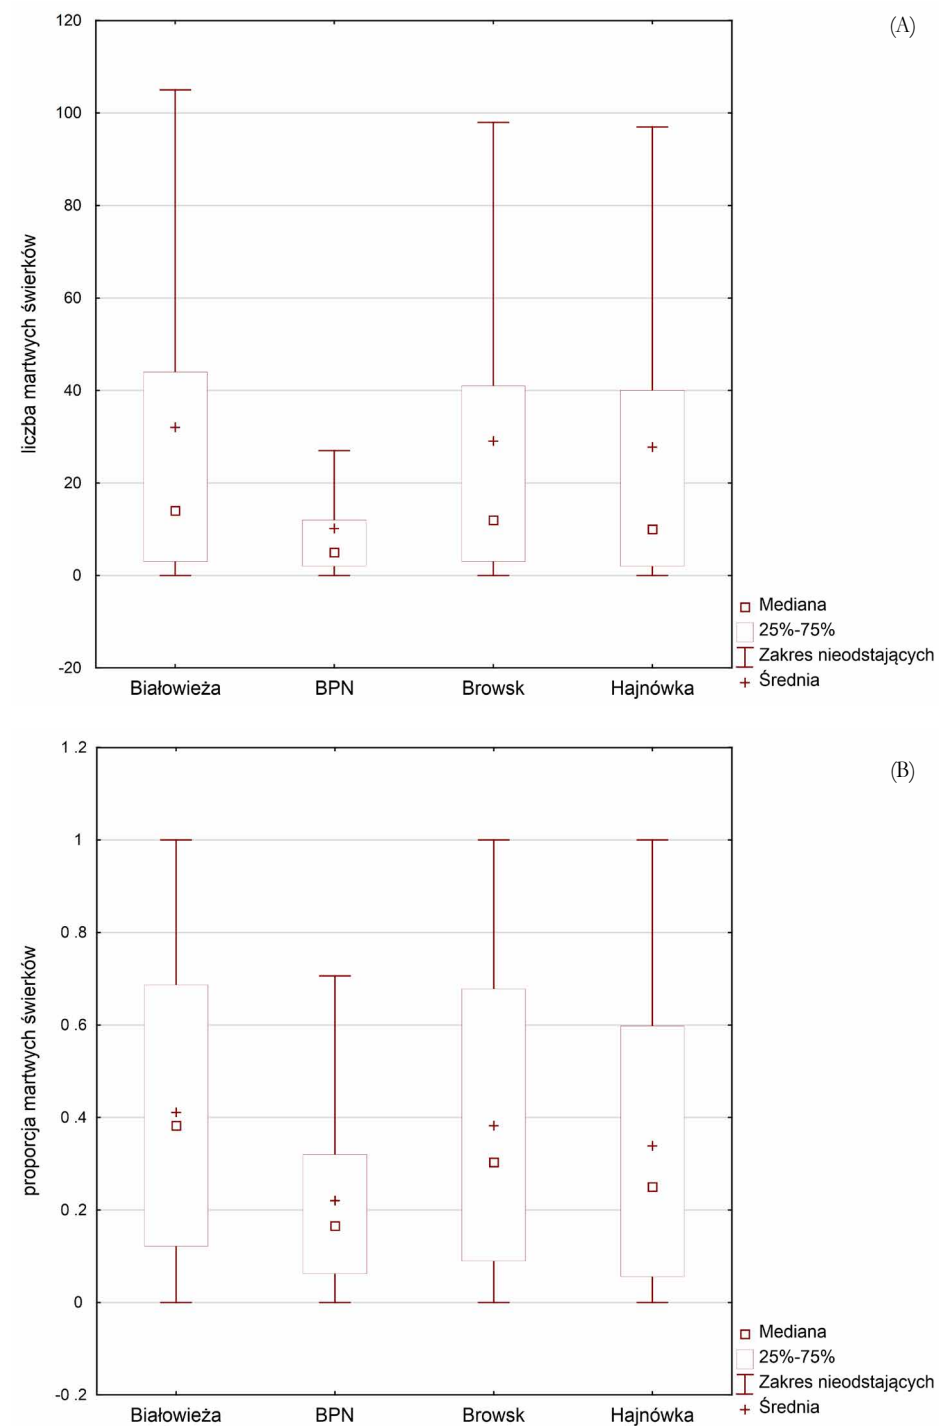 (A)
120
100
80
60
40
20
0
-20
liczba martwych świerków
Białowieża BPN Browsk Hajnówka
Mediana
25%-75%
Zakres nieodstających
Średnia
(B)
1.2
1
0.8
0.6
0.4
0.2
0
-0.2
proporcja martwych świerków
Białowieża BPN Browsk Hajnówka
Mediana
25%-75%
Zakres nieodstających
Średnia